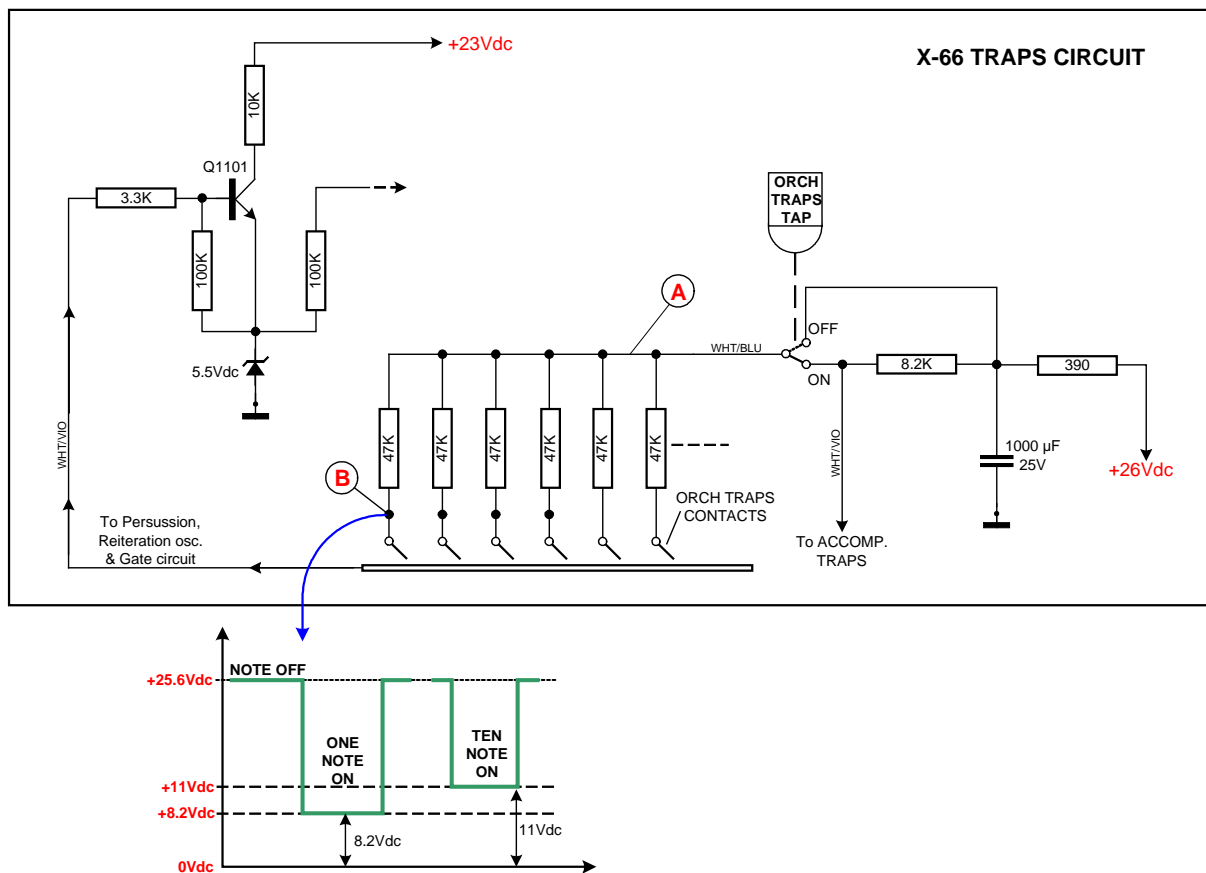 +23Vdc
X-66 TRAPS CIRCUIT
10K
Q1101
3.3K
100K
100K
5.5Vdc
WHT/VIO
ORCH
TRAPS
TAP
A
WHT/BLU
OFF
ON
8.2K
390
WHT/VIO
1000 µF
25V
+26Vdc
47K
47K
47K
47K
47K
47K
B
ORCH TRAPS
CONTACTS
To ACCOMP.
TRAPS
To Persussion,
Reiteration osc.
& Gate circuit
NOTE OFF
+25.6Vdc
ONE
NOTE
ON
TEN
NOTE
ON
+11Vdc
+8.2Vdc
8.2Vdc
11Vdc
0Vdc